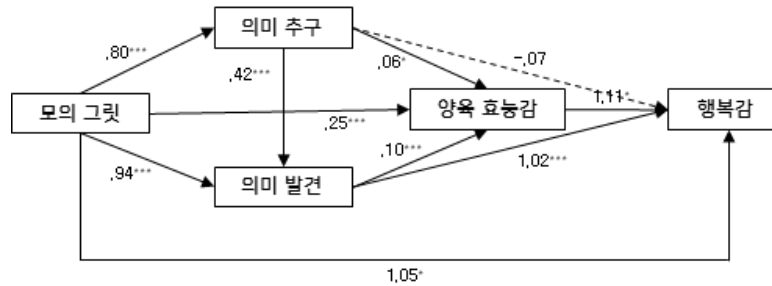 의미 추구
,80***
,06*
-,07
,42***
모의 그릿
양육 효능감
1,11*
행복감
,25***
,10***
,94***
의미 발견
1,02***
1,05*